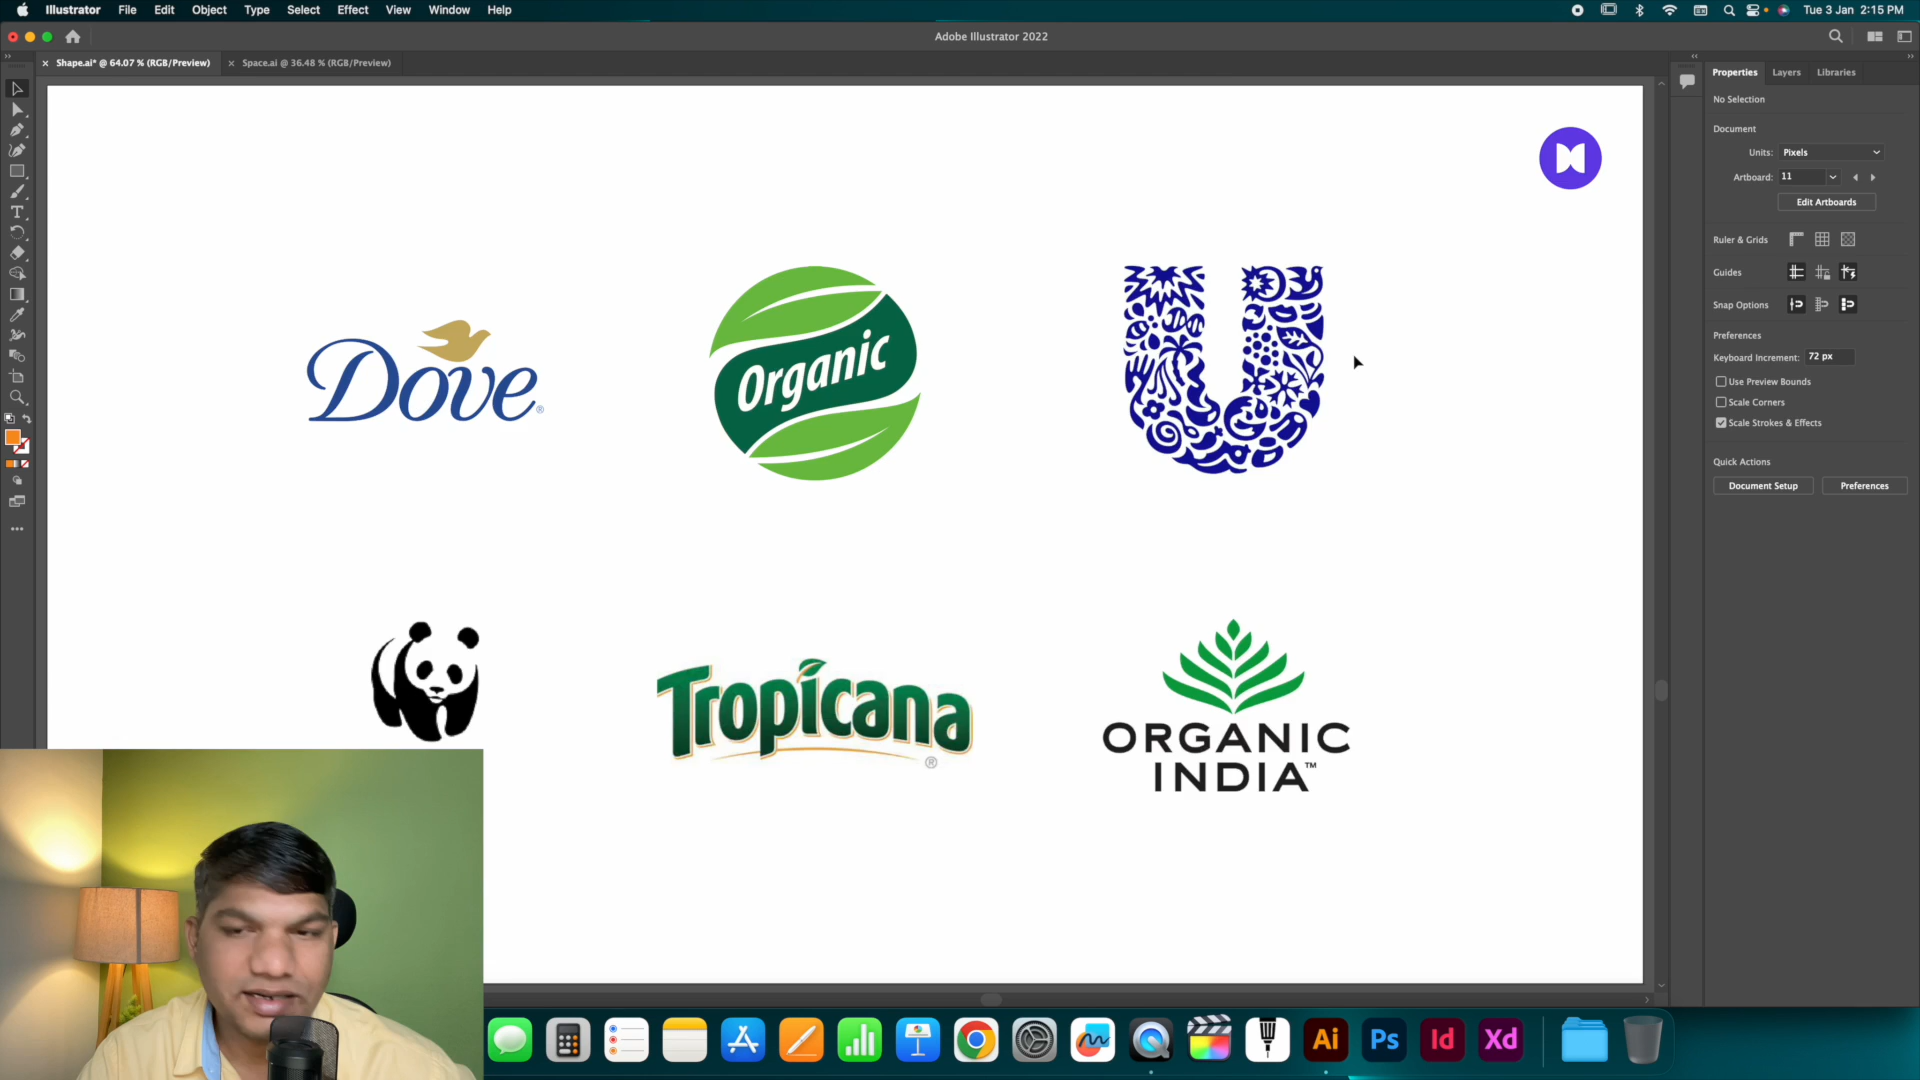 Illustrator File Edit Object Type Select Effect View Window Help
Tue 3 Jan 2:15 PM
Adobe Illustrator 2022
Shape.ai* @ 64.07 % (RGB/Preview)
Space.ai @ 36.48 % (RGB/Preview)
Properties Layers Libraries
No Selection
Document
Units: Pixels
Artboard: 11
Edit Artboards
Ruler & Grids
Guides
Snap Options
Preferences
Keyboard Increment: 72 px
Use Preview Bounds
Scale Corners
Scale Strokes & Effects
Quick Actions
Document Setup Preferences
Dove®
Organic
U
Tropicana
®
ORGANIC
INDIA™
Ai Ps Id Xd